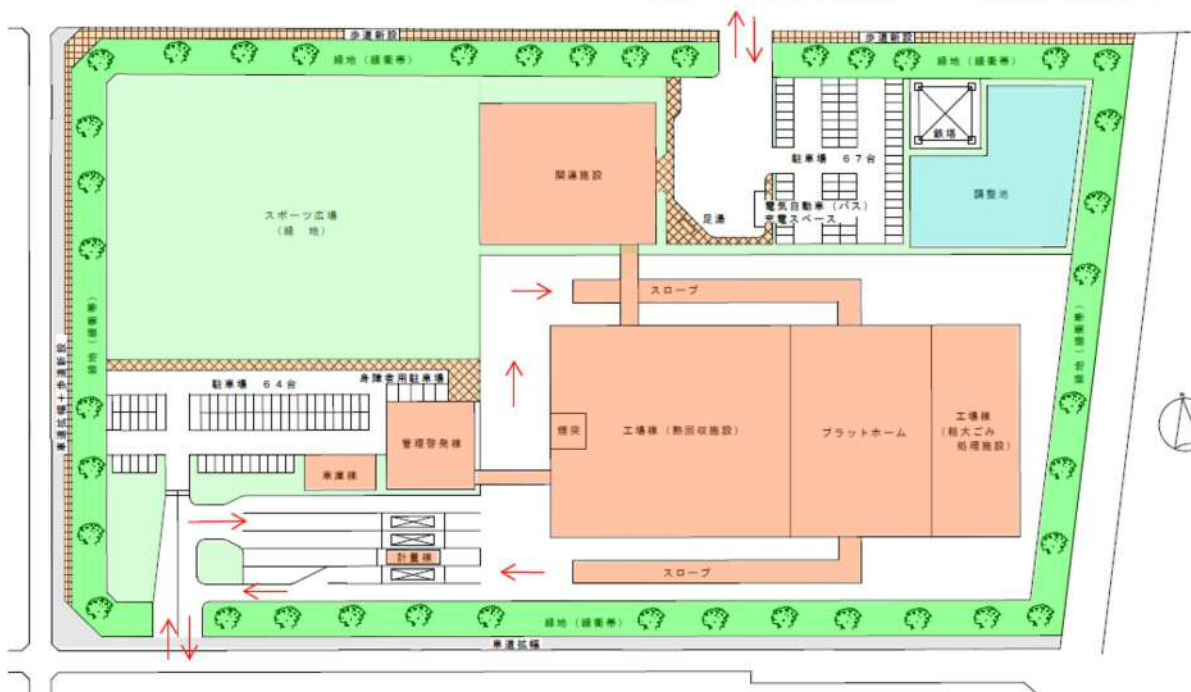 歩道新設
歩道新設
緑地（緩衝帯）
緑地（緩衝帯）
鉄塔
駐車場 67台
関連施設
調整池
電気自動車（バス）
充電スペース
足湯
スポーツ広場
（緑 地）
スロープ
緑地（緩衝帯）
緑地（緩衝帯）
車道拡幅＋歩道新設
駐車場 64台
身障者用駐車場
煙突
工場棟（熱回収施設）
プラットホーム
工場棟
（粗大ごみ
処理施設）
管理啓発棟
車庫棟
計量棟
スロープ
緑地（緩衝帯）
車道拡幅
N